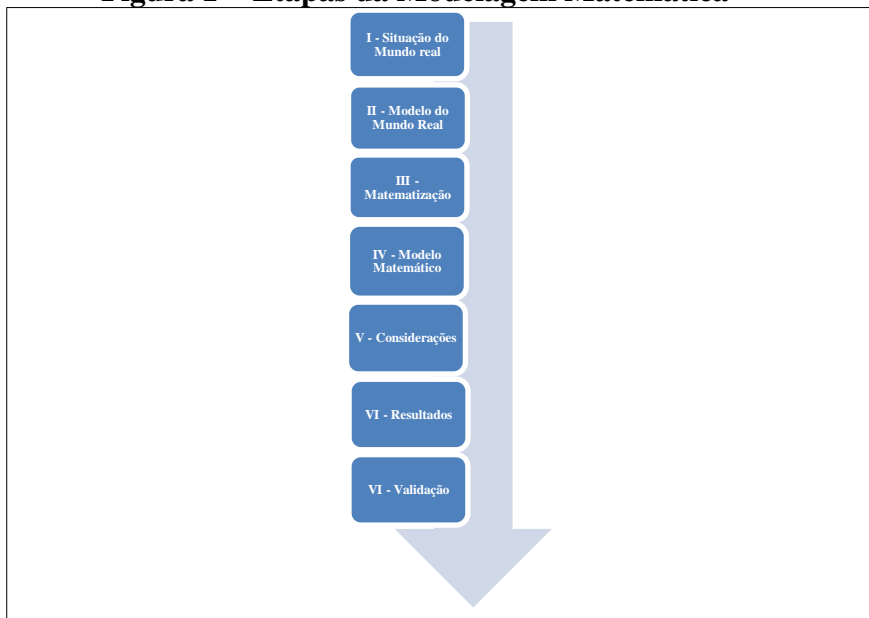 I - Situação do
Mundo real
II - Modelo do
Mundo Real
III -
Matematização
IV - Modelo
Matemático
V - Considerações
VI - Resultados
VI - Validação